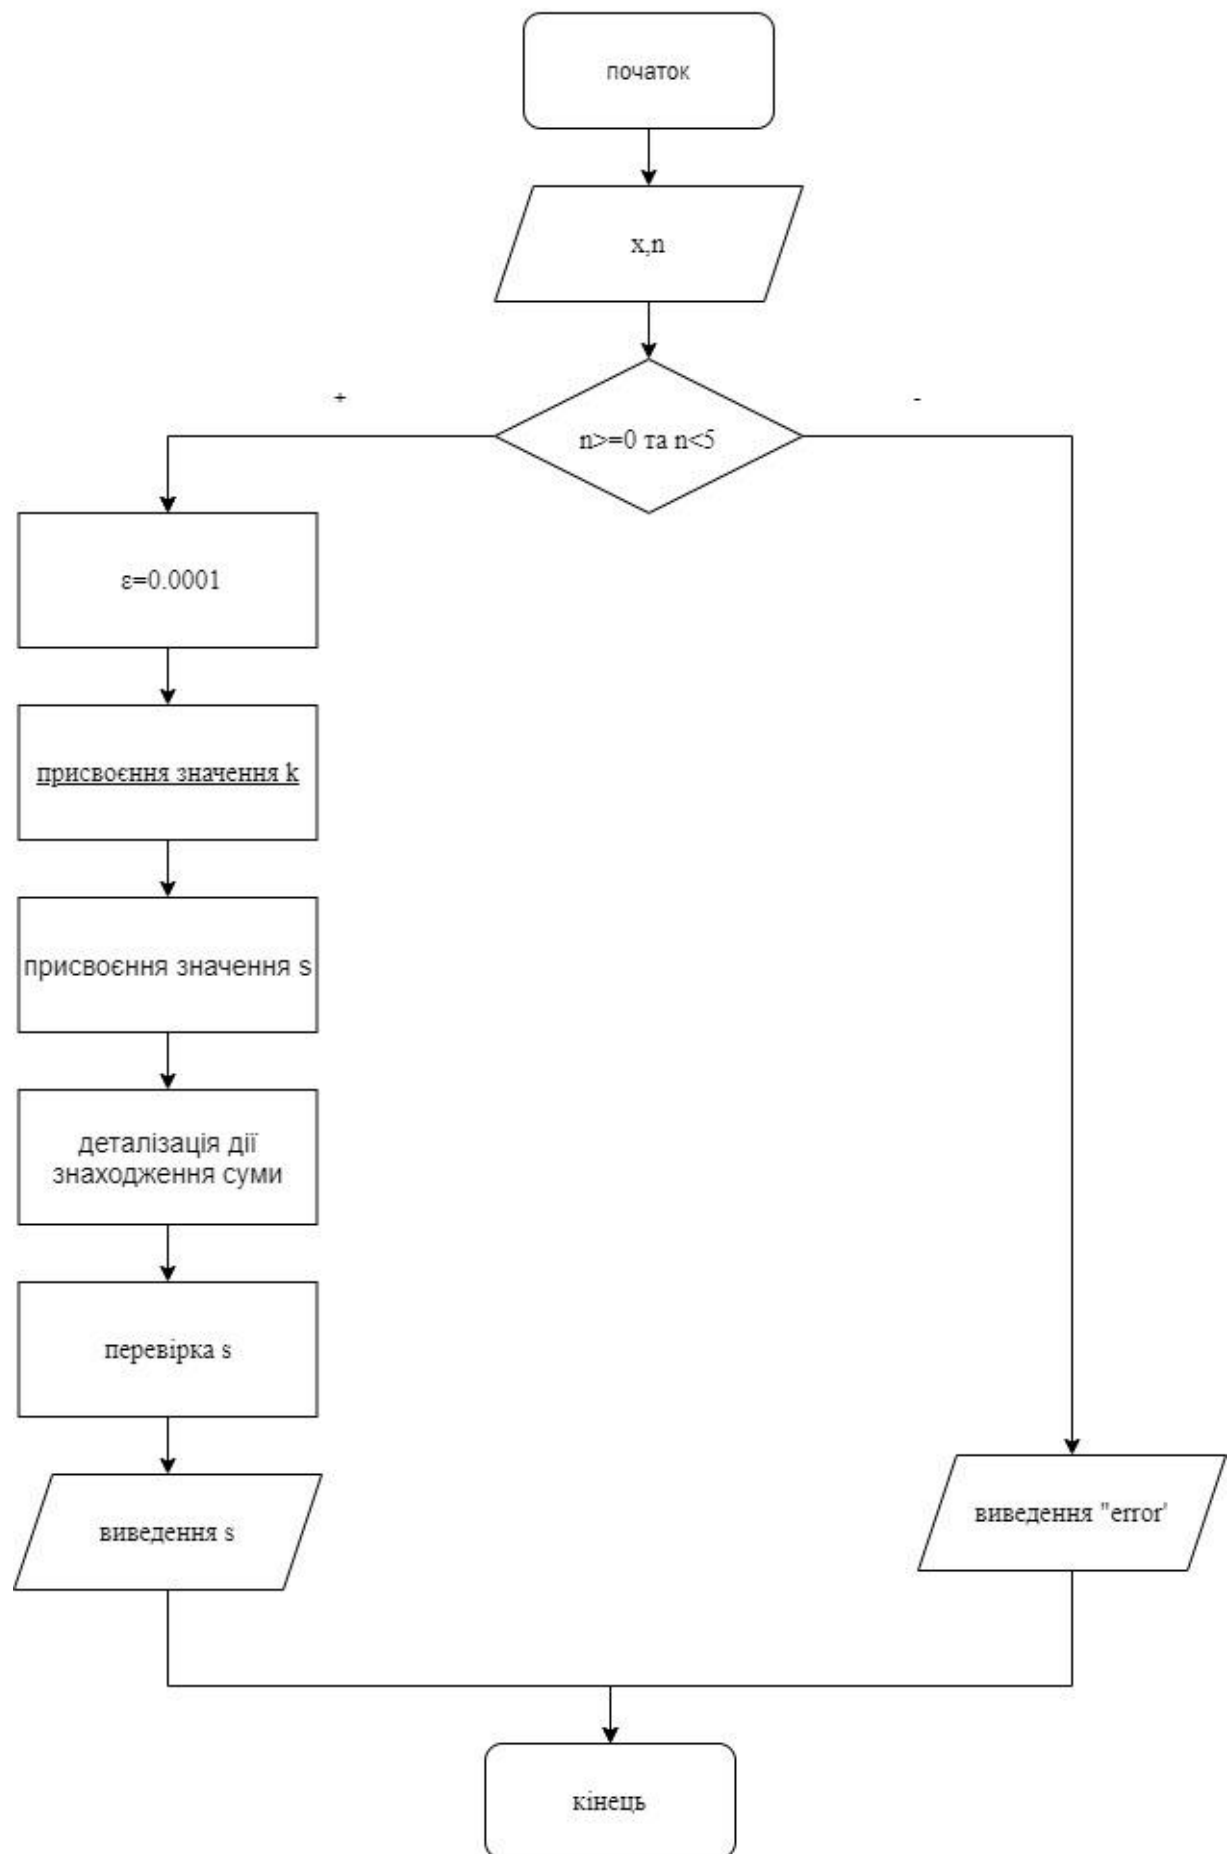 початок
x,n
+
-
n>=0 та n<5
ε=0.0001
присвоєння значення k
присвоєння значення s
деталізація дії
знаходження суми
перевірка s
виведення s
виведення "error'
кінець